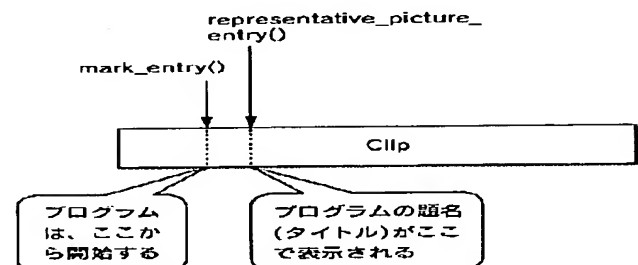 representative_picture_
entry()
mark_entry()
Clip
プログラム
は、ここか
ら開始する
プログラムの題名
(タイトル)がここ
で表示される